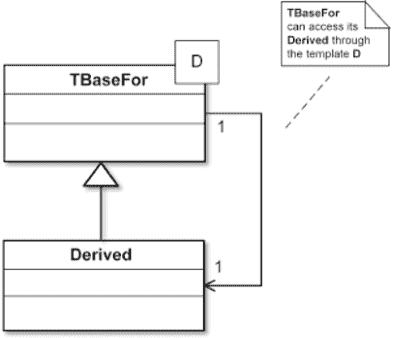 TBaseFor
can access its
Derived through
the template D
D
TBaseFor
1
1
Derived